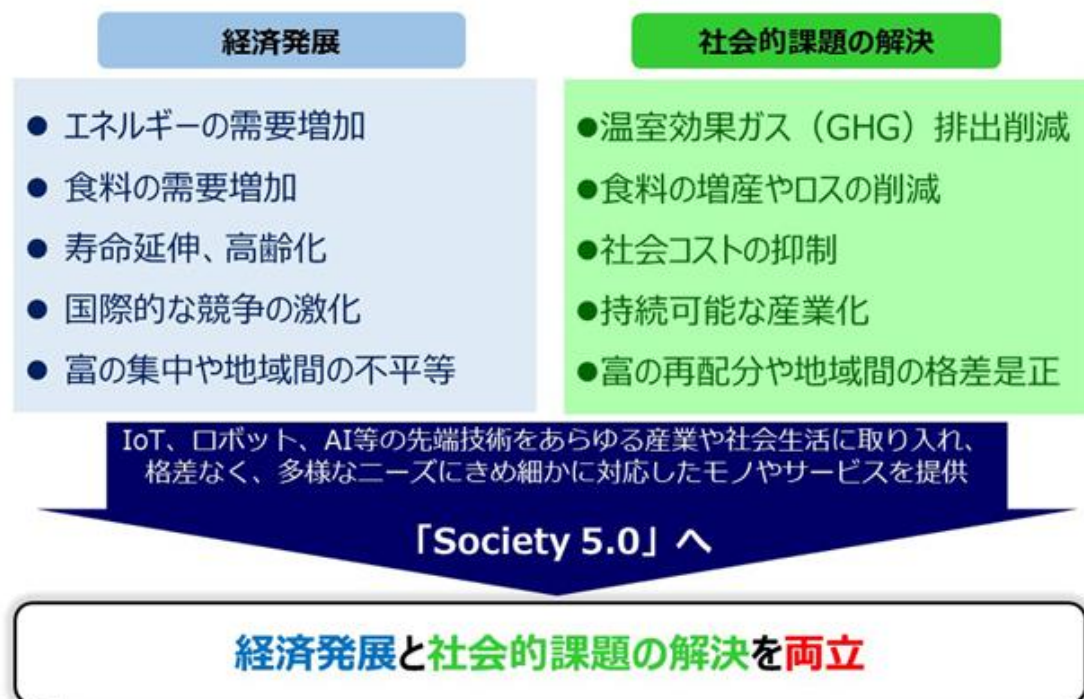 経済発展
● エネルギーの需要増加
● 食料の需要増加
● 寿命延伸、高齢化
● 国際的な競争の激化
● 富の集中や地域間の不平等
社会的課題の解決
●温室効果ガス（GHG）排出削減
●食料の増産やロスの削減
●社会コストの抑制
●持続可能な産業化
●富の再配分や地域間の格差是正
IoT、ロボット、AI等の先端技術をあらゆる産業や社会生活に取り入れ、
格差なく、多様なニーズにきめ細かに対応したモノやサービスを提供
「Society 5.0」へ
経済発展と社会的課題の解決を両立